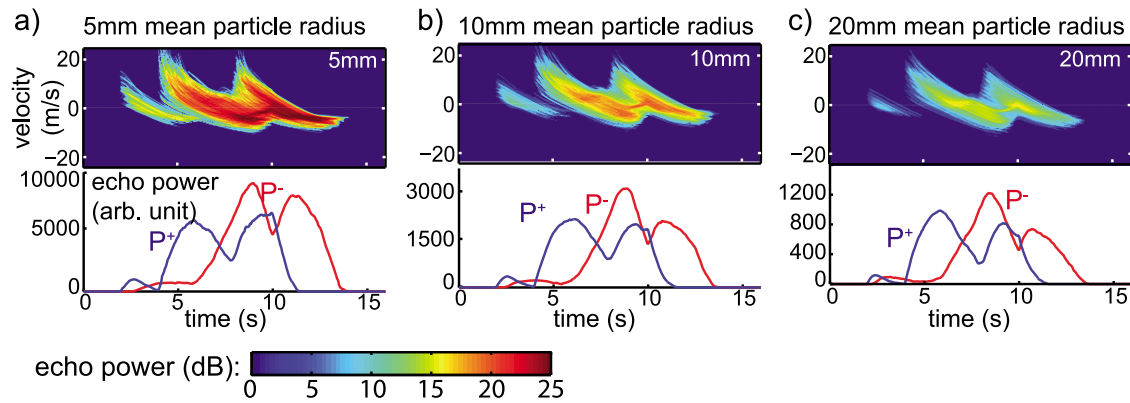 a) 5mm mean particle radius
b) 10mm mean particle radius
c) 20mm mean particle radius
velocity
(m/s)
20
0
−20
5mm
20
0
−20
10mm
20
0
−20
20mm
10000
5000
0
echo power
(arb. unit)
P+
P-
3000
1500
0
P+
P-
1200
800
400
0
P+
P-
0 5 10 15
0 5 10 15
0 5 10 15
time (s)
time (s)
time (s)
echo power (dB):
0 5 10 15 20 25